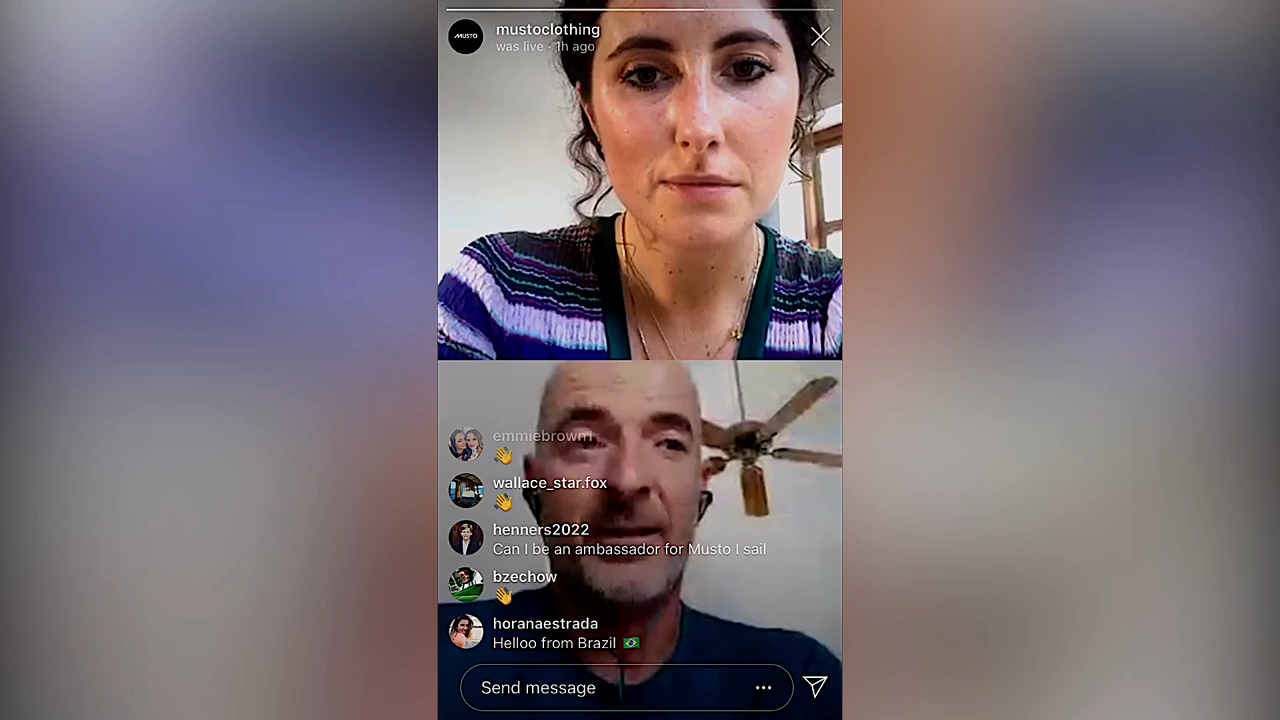 MUSTO
mustoclothing
was live · 1h ago
emmiebrown1
👋
wallace_star.fox
👋
henners2022
Can I be an ambassador for Musto I sail
bzechow
👋
horanaestrada
Helloo from Brazil 🇧🇷
Send message